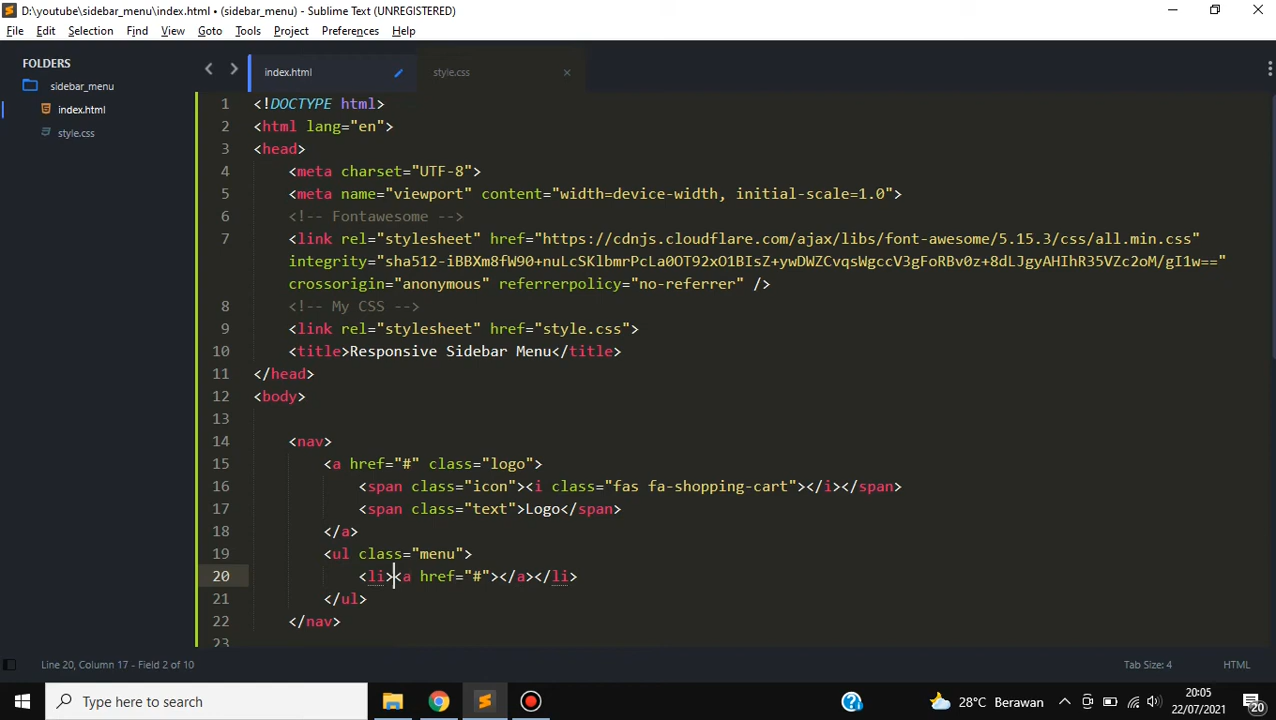 D:\youtube\sidebar_menu\index.html • (sidebar_menu) - Sublime Text (UNREGISTERED)
File Edit Selection Find View Goto Tools Project Preferences Help
FOLDERS
sidebar_menu
index.html
style.css
index.html style.css
1 <!DOCTYPE html>
2 <html lang="en">
3 <head>
4 <meta charset="UTF-8">
5 <meta name="viewport" content="width=device-width, initial-scale=1.0">
6 <!-- Fontawesome -->
7 <link rel="stylesheet" href="https://cdnjs.cloudflare.com/ajax/libs/font-awesome/5.15.3/css/all.min.css"
integrity="sha512-iBBXm8fW90+nuLcSKlbmrPcLa0OT92xO1BIsZ+ywDWZCvqsWgccV3gFoRBv0z+8dLJgyAHIhR35VZc2oM/gI1w=="
crossorigin="anonymous" referrerpolicy="no-referrer" />
8 <!-- My CSS -->
9 <link rel="stylesheet" href="style.css">
10 <title>Responsive Sidebar Menu</title>
11 </head>
12 <body>
13
14 <nav>
15 <a href="#" class="logo">
16 <span class="icon"><i class="fas fa-shopping-cart"></i></span>
17 <span class="text">Logo</span>
18 </a>
19 <ul class="menu">
20 <li><a href="#"></a></li>
21 </ul>
22 </nav>
23
Line 20, Column 17 - Field 2 of 10 Tab Size: 4 HTML
Type here to search 28°C Berawan 20:05
22/07/2021 20